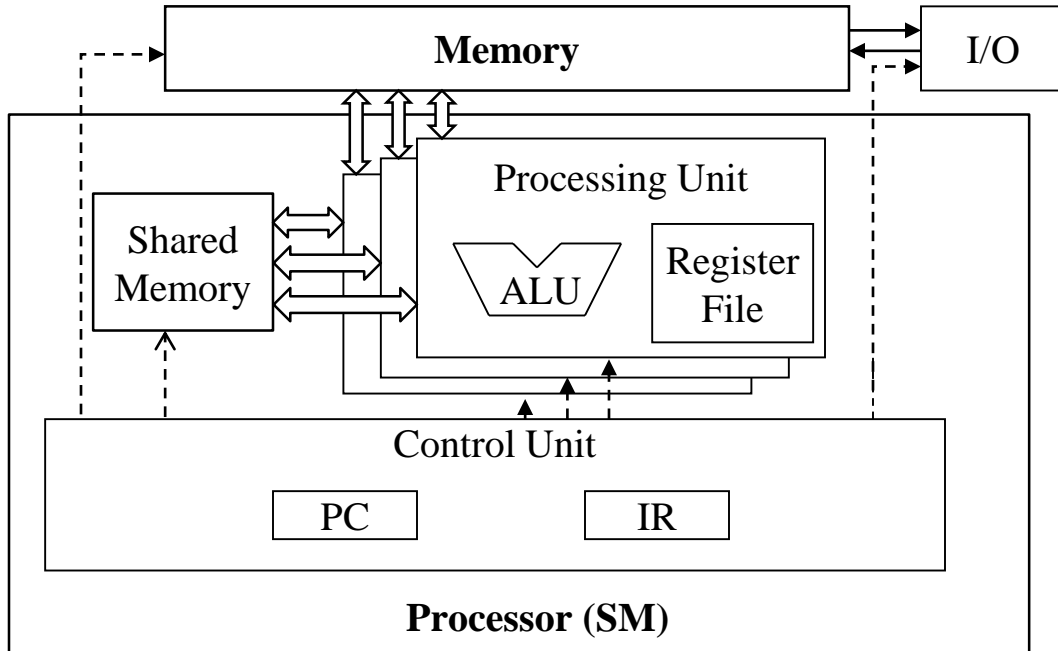 Memory
I/O
Processing Unit
Shared
Memory
ALU
Register
File
Control Unit
PC
IR
Processor (SM)